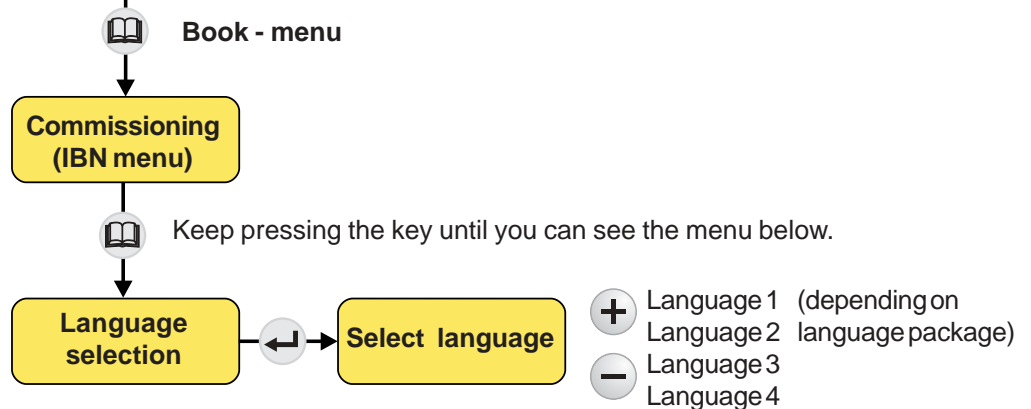 Book - menu
Commissioning
(IBN menu)
Keep pressing the key until you can see the menu below.
Language
selection
Select language
Language 1 (depending on
Language 2 language package)
Language 3
Language 4